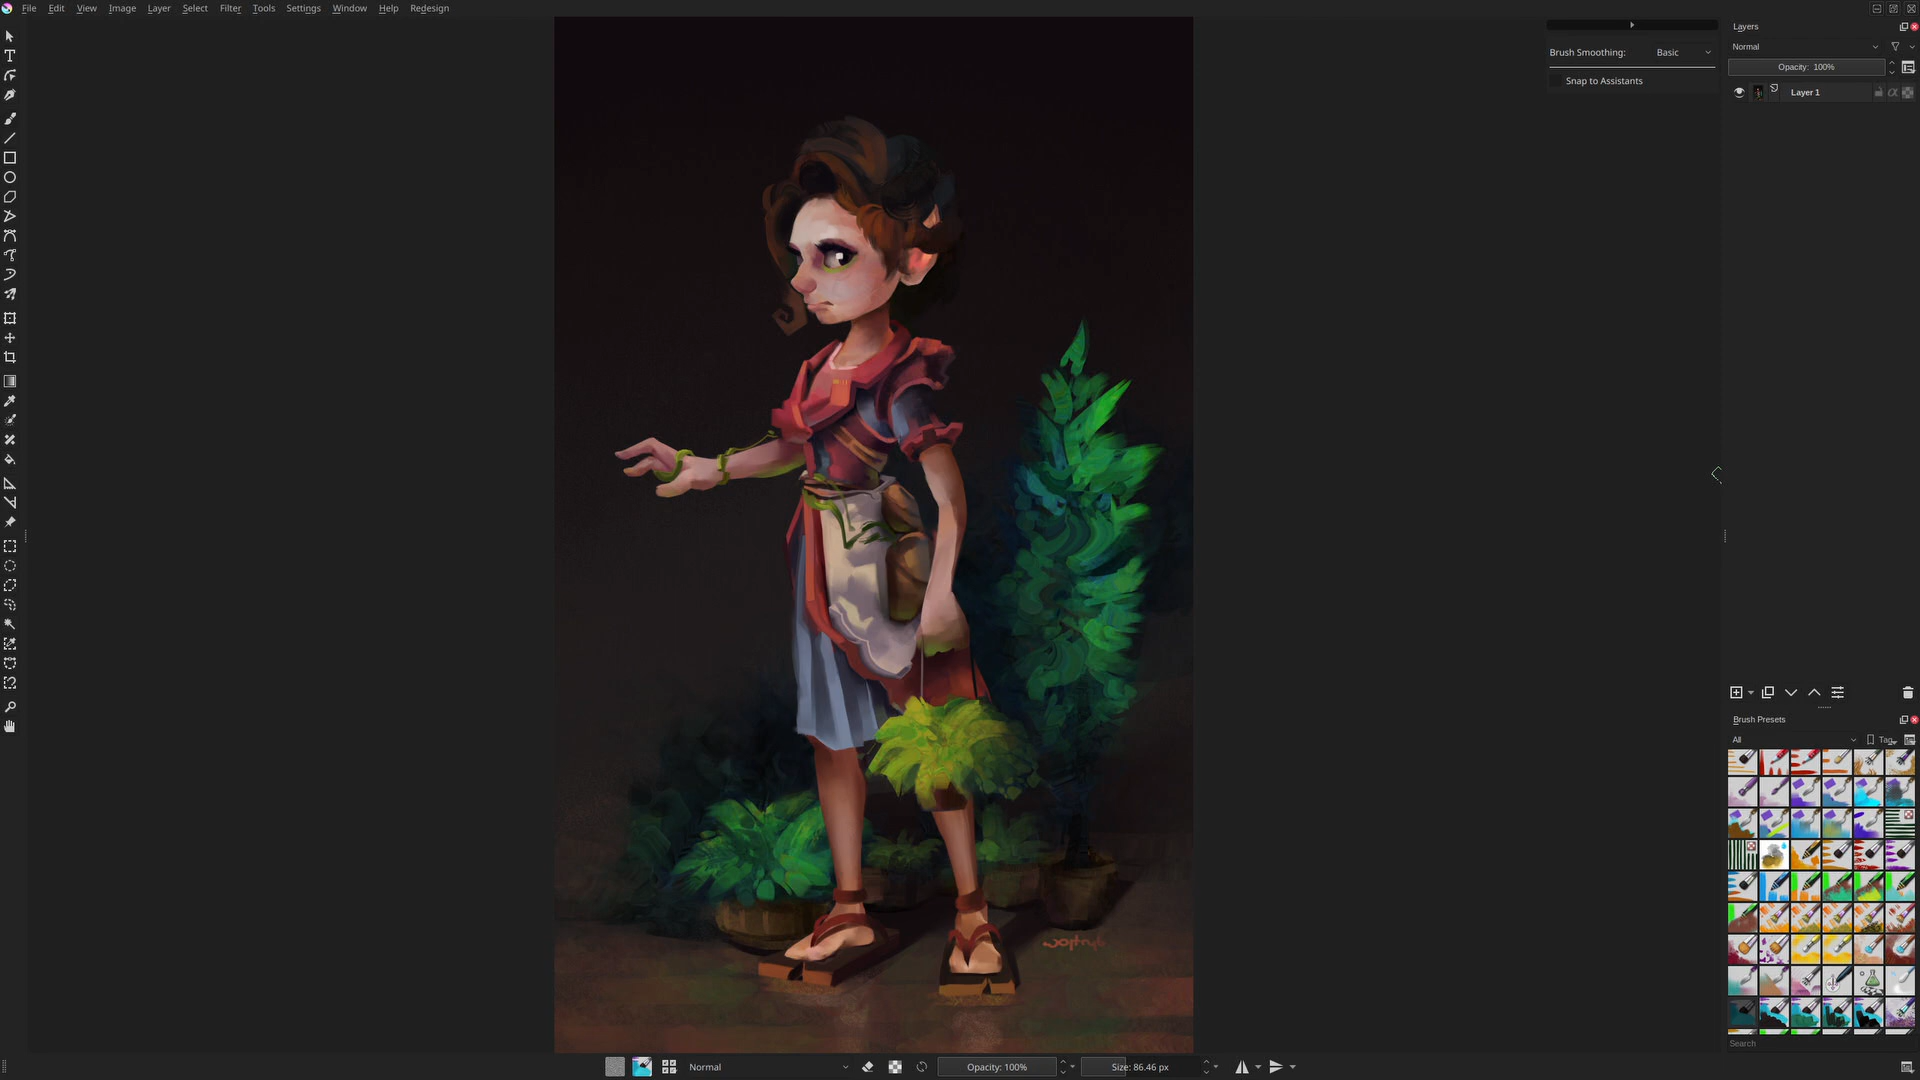 File Edit View Image Layer Select Filter Tools Settings Window Help Redesign
Brush Smoothing: Basic
Snap to Assistants
Layers
Normal
Opacity: 100%
Layer 1
Brush Presets
All Tag
Search
Normal Opacity: 100% Size: 86.46 px